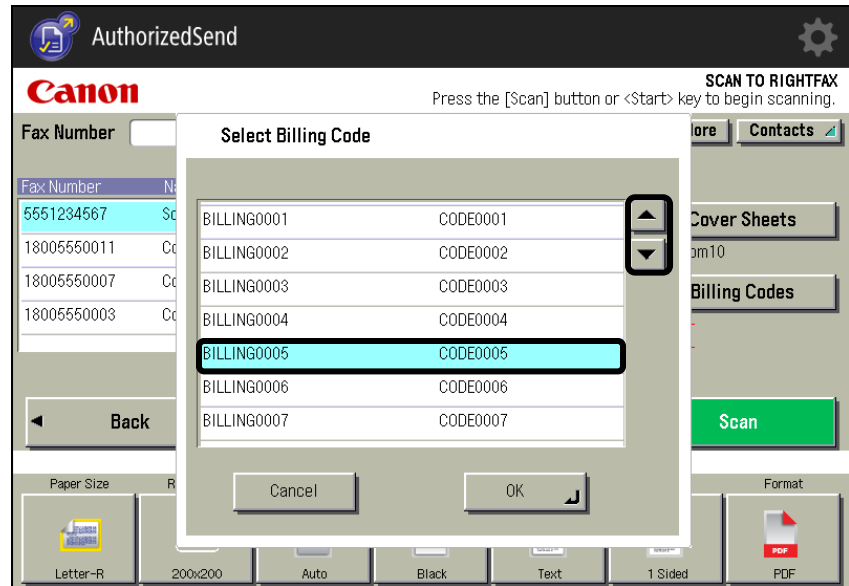 AuthorizedSend
Canon
SCAN TO RIGHTFAX
Press the [Scan] button or <Start> key to begin scanning.
Fax Number
Contacts
Select Billing Code
Fax Number
5551234567
18005550011
18005550007
18005550003
BILLING0001 CODE0001
BILLING0002 CODE0002
BILLING0003 CODE0003
BILLING0004 CODE0004
BILLING0005 CODE0005
BILLING0006 CODE0006
BILLING0007 CODE0007
Cover Sheets
Billing Codes
Back
Scan
Cancel
OK
Paper Size
Format
PDF
Letter-R
200x200
Auto
Black
Text
1 Sided
PDF